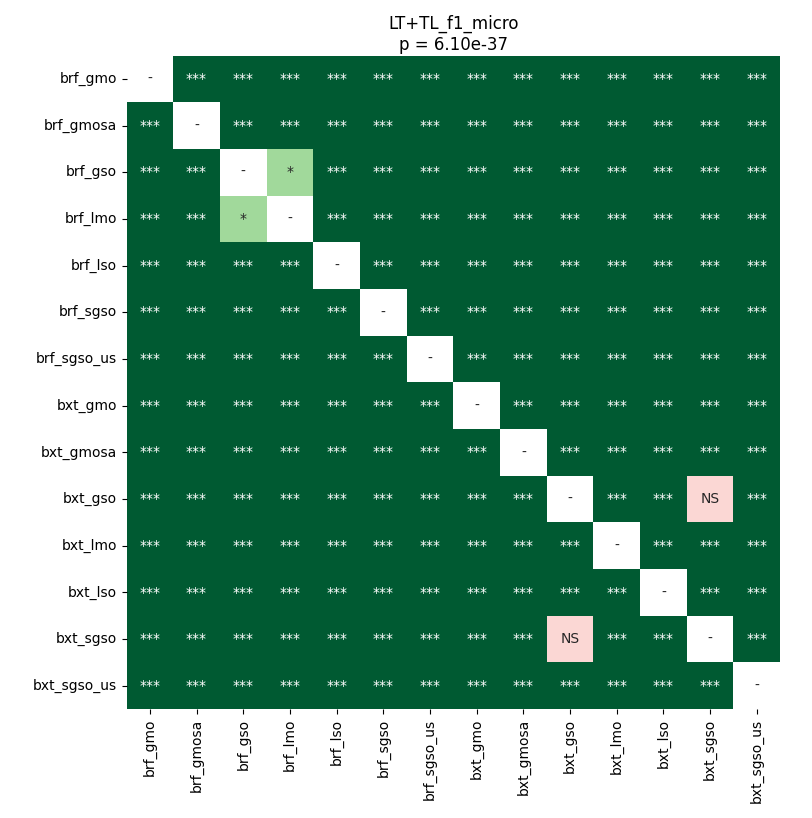 LT+TL_f1_micro
p = 6.10e-37
brf_gmo - *** *** *** *** *** *** *** *** *** *** *** *** ***
brf_gmosa *** - *** *** *** *** *** *** *** *** *** *** *** ***
brf_gso *** *** - * *** *** *** *** *** *** *** *** *** ***
brf_lmo *** *** * - *** *** *** *** *** *** *** *** *** ***
brf_lso *** *** *** *** - *** *** *** *** *** *** *** *** ***
brf_sgso *** *** *** *** *** - *** *** *** *** *** *** *** ***
brf_sgso_us *** *** *** *** *** *** - *** *** *** *** *** *** ***
bxt_gmo *** *** *** *** *** *** *** - *** *** *** *** *** ***
bxt_gmosa *** *** *** *** *** *** *** *** - *** *** *** *** ***
bxt_gso *** *** *** *** *** *** *** *** *** - *** *** NS ***
bxt_lmo *** *** *** *** *** *** *** *** *** *** - *** *** ***
bxt_lso *** *** *** *** *** *** *** *** *** *** *** - *** ***
bxt_sgso *** *** *** *** *** *** *** *** *** NS *** *** - ***
bxt_sgso_us *** *** *** *** *** *** *** *** *** *** *** *** *** -
brf_gmo
brf_gmosa
brf_gso
brf_lmo
brf_lso
brf_sgso
brf_sgso_us
bxt_gmo
bxt_gmosa
bxt_gso
bxt_lmo
bxt_lso
bxt_sgso
bxt_sgso_us